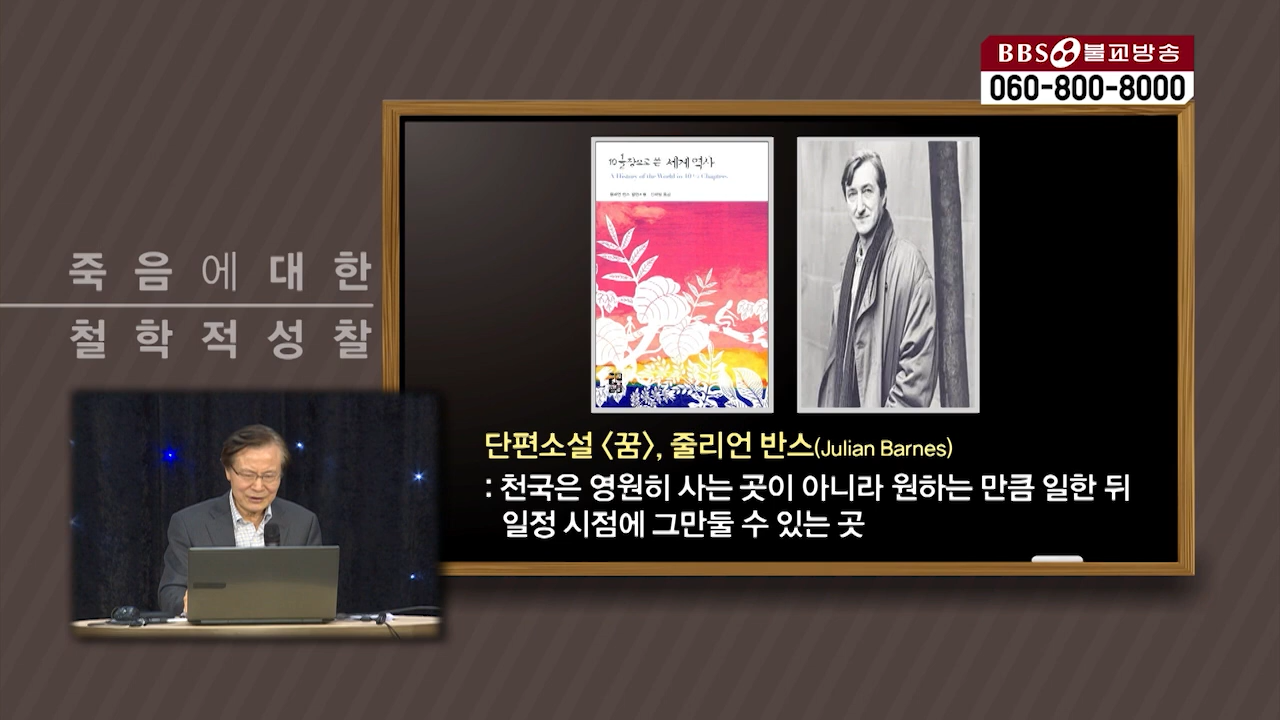 BBS 불교방송
060-800-8000
10½장으로 쓴 세계 역사
A History of the World in 10½ Chapters
죽음에 대한
철학적성찰
단편소설 〈꿈〉, 줄리언 반스(Julian Barnes)
: 천국은 영원히 사는 곳이 아니라 원하는 만큼 일한 뒤
일정 시점에 그만둘 수 있는 곳